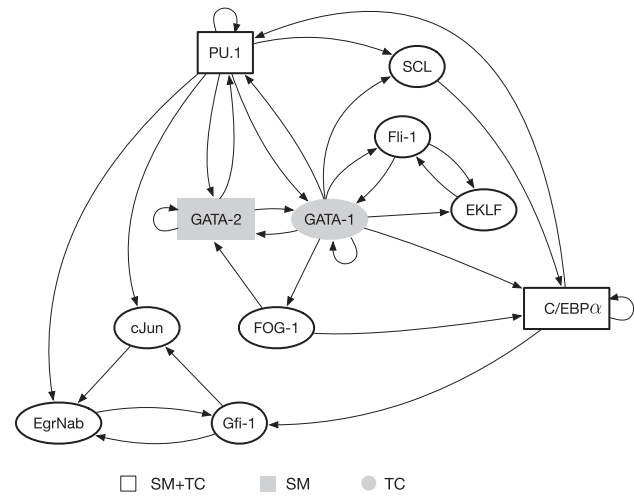 PU.1
SCL
Fli-1
EKLF
GATA-2
GATA-1
C/EBPα
cJun
FOG-1
EgrNab
Gfi-1
SM+TC
SM
TC